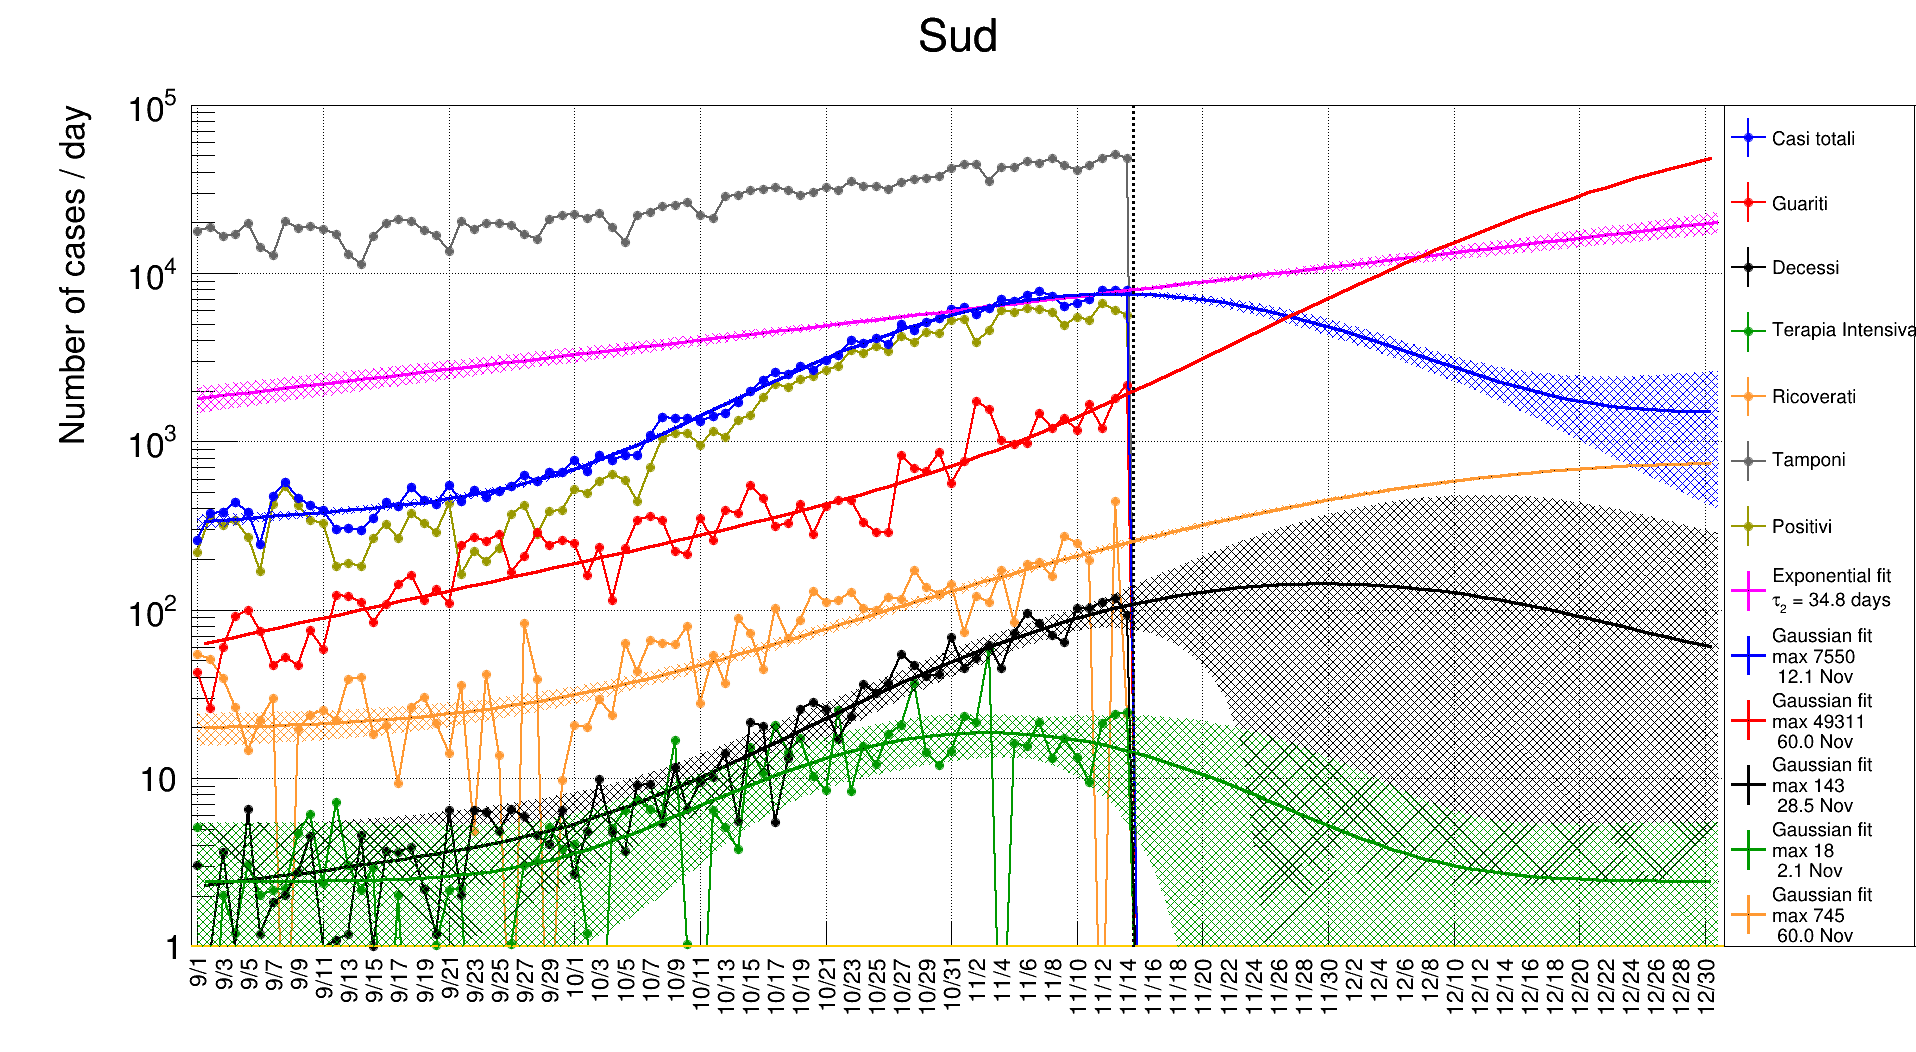 Sud
Number of cases / day
10^5
10^4
10^3
10^2
10
1
9/1
9/3
9/5
9/7
9/9
9/11
9/13
9/15
9/17
9/19
9/21
9/23
9/25
9/27
9/29
10/1
10/3
10/5
10/7
10/9
10/11
10/13
10/15
10/17
10/19
10/21
10/23
10/25
10/27
10/29
10/31
11/2
11/4
11/6
11/8
11/10
11/12
11/14
11/16
11/18
11/20
11/22
11/24
11/26
11/28
11/30
12/2
12/4
12/6
12/8
12/10
12/12
12/14
12/16
12/18
12/20
12/22
12/24
12/26
12/28
12/30
Casi totali
Guariti
Decessi
Terapia Intensiva
Ricoverati
Tamponi
Positivi
Exponential fit
τ₂ = 34.8 days
Gaussian fit
max 7550
12.1 Nov
Gaussian fit
max 49311
60.0 Nov
Gaussian fit
max 143
28.5 Nov
Gaussian fit
max 18
2.1 Nov
Gaussian fit
max 745
60.0 Nov